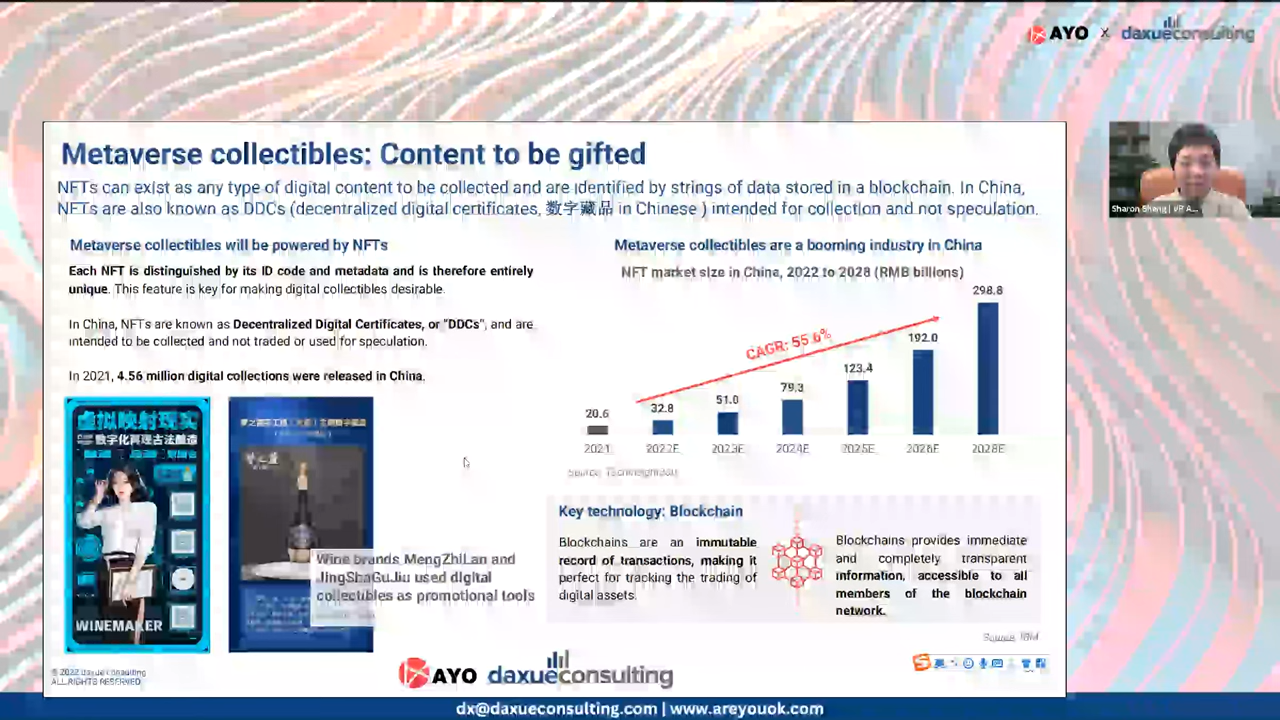 AYO x daxueconsulting
Metaverse collectibles: Content to be gifted
NFTs can exist as any type of digital content to be collected and are identified by strings of data stored in a blockchain. In China,
NFTs are also known as DDCs (decentralized digital certificates, 数字藏品 in Chinese ) intended for collection and not speculation.
Metaverse collectibles will be powered by NFTs
Each NFT is distinguished by its ID code and metadata and is therefore entirely
unique. This feature is key for making digital collectibles desirable.
In China, NFTs are known as Decentralized Digital Certificates, or "DDCs", and are
intended to be collected and not traded or used for speculation.
In 2021, 4.56 million digital collections were released in China.
虚拟映射现实
数字化再现古法酿造
WINEMAKER
Wine brands MengZhiLan and
JingShaGuJiu used digital
collectibles as promotional tools
Metaverse collectibles are a booming industry in China
NFT market size in China, 2022 to 2028 (RMB billions)
CAGR: 55.6%
20.6
32.8
51.0
79.3
123.4
192.0
298.8
2021
2022E
2023E
2024E
2025E
2026E
2028E
Source:
Key technology: Blockchain
Blockchains are an immutable
record of transactions, making it
perfect for tracking the trading of
digital assets.
Blockchains provides immediate
and completely transparent
information, accessible to all
members of the blockchain
network.
Source: IBM
© 2022 daxue consulting
ALL RIGHTS RESERVED
AYO daxueconsulting
Sharon Sheng | VP A...
dx@daxueconsulting.com | www.areyouok.com